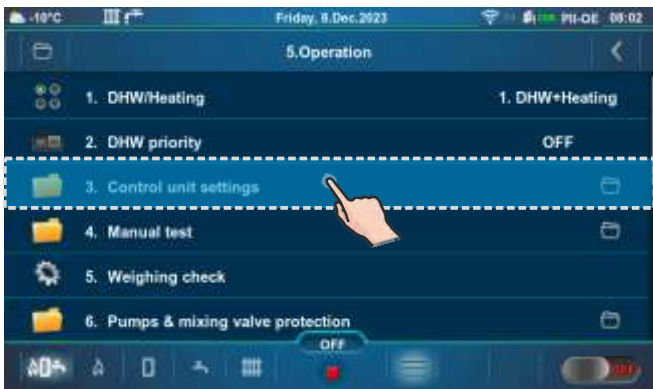 -10°C Friday, 8.Dec.2023 PII-OE 08:02
5.Operation
1. DHW/Heating 1. DHW+Heating
2. DHW priority OFF
3. Control unit settings
4. Manual test
5. Weighing check
6. Pumps & mixing valve protection
OFF
OFF